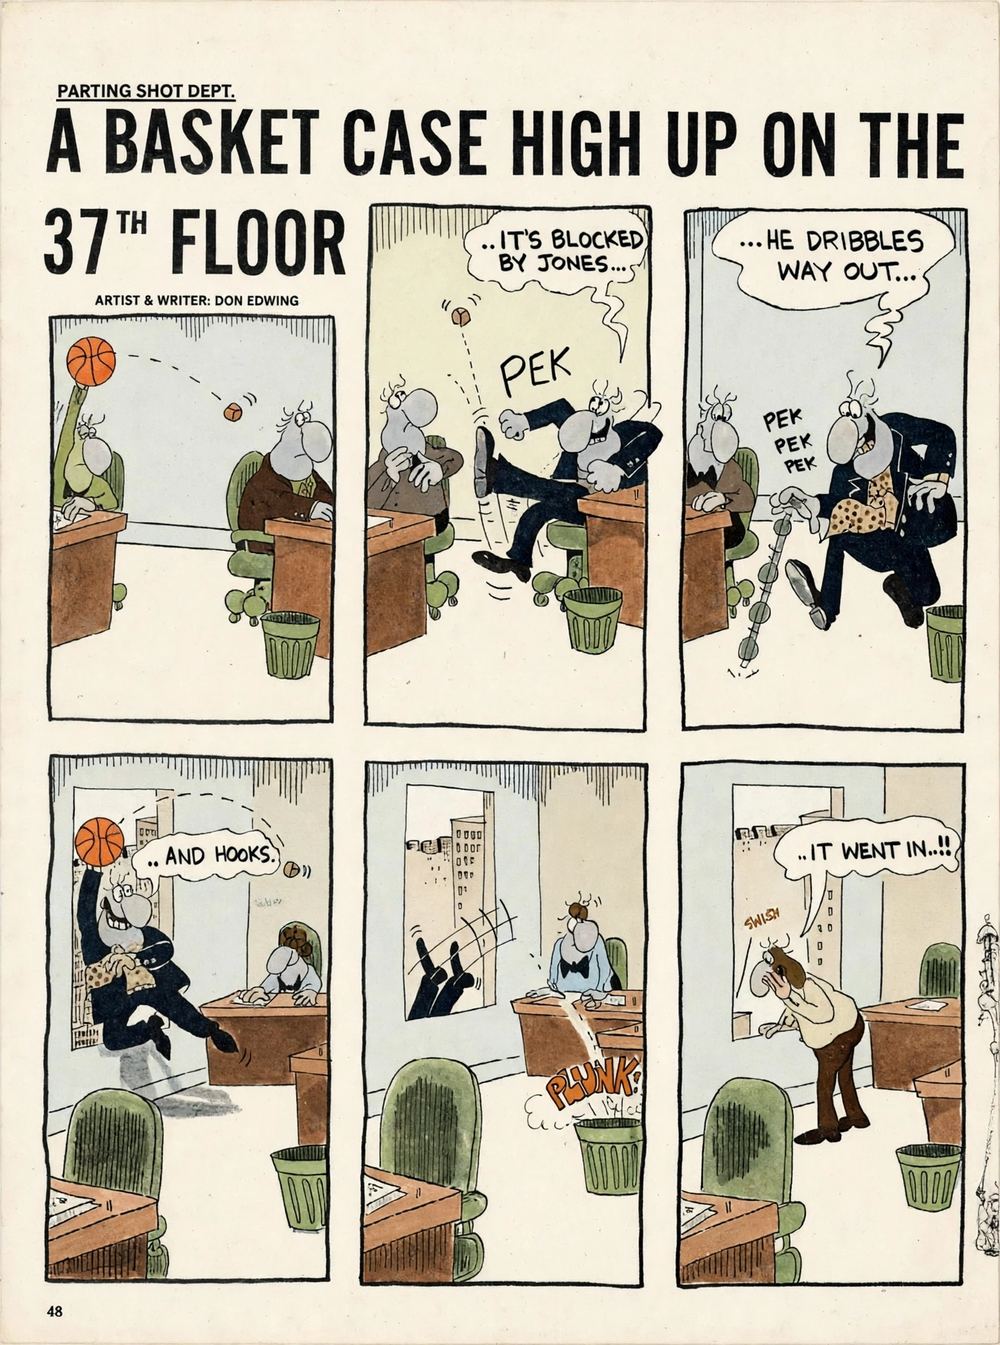 PARTING SHOT DEPT.
A BASKET CASE HIGH UP ON THE
37TH FLOOR
ARTIST & WRITER: DON EDWING
..IT'S BLOCKED
BY JONES...
PEK
...HE DRIBBLES
WAY OUT...
PEK
PEK
PEK
.. AND HOOKS.
PLUNK!
..IT WENT IN..!!
SWISH
48